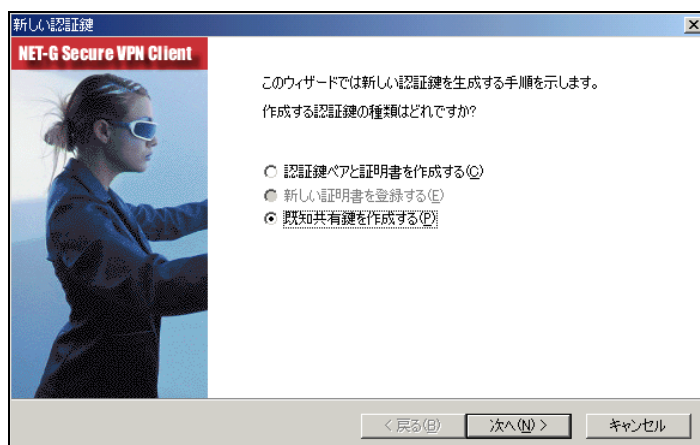 新しい認証鍵
NET-G Secure VPN Client
このウィザードでは新しい認証鍵を生成する手順を示します。
作成する認証鍵の種類はどれですか?
認証鍵ペアと証明書を作成する(C)
新しい証明書を登録する(E)
既知共有鍵を作成する(P)
< 戻る(B) 次へ(N) > キャンセル